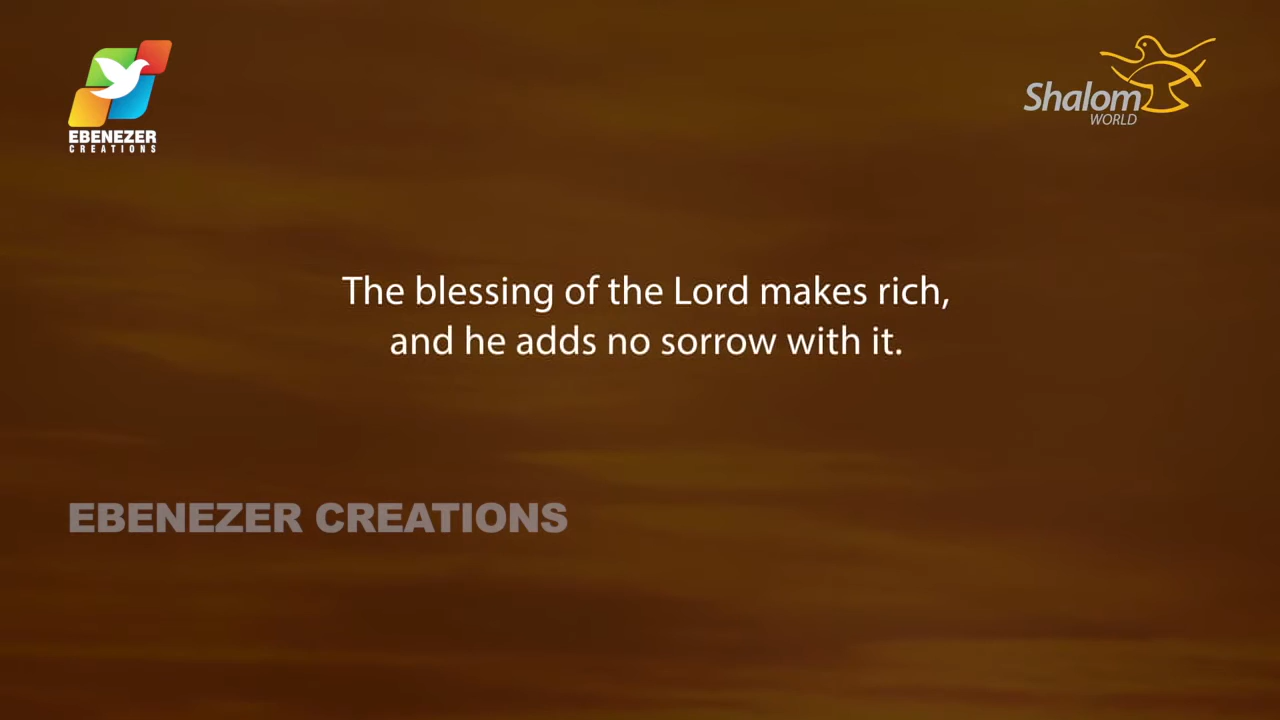 EBENEZER
CREATIONS
Shalom
WORLD
The blessing of the Lord makes rich,
and he adds no sorrow with it.
EBENEZER CREATIONS